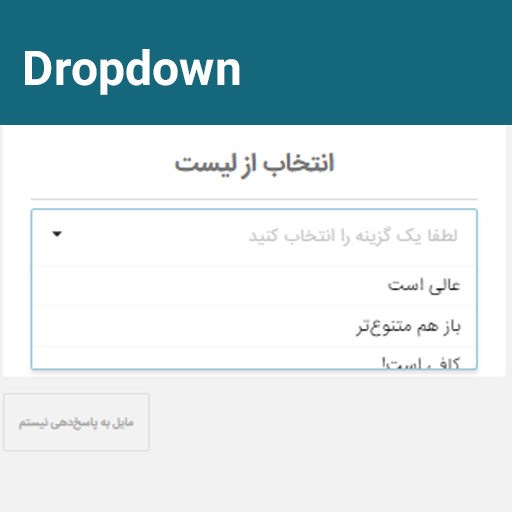 Dropdown
انتخاب از لیست
لطفا یک گزینه را انتخاب کنید
عالی است
باز هم متنوع‌تر
کافی است!
مایل به پاسخ‌دهی نیستم